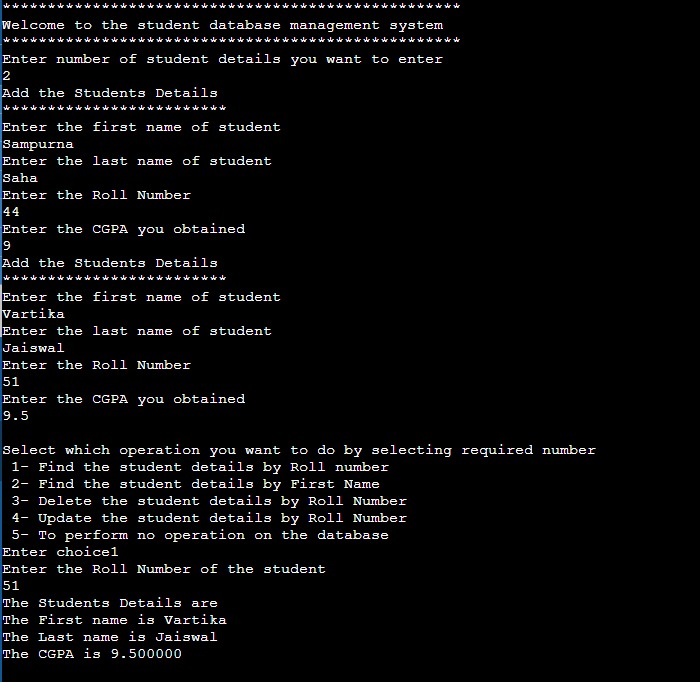 ***************************************************
Welcome to the student database management system
***************************************************
Enter number of student details you want to enter
2
Add the Students Details
*************************
Enter the first name of student
Sampurna
Enter the last name of student
Saha
Enter the Roll Number
44
Enter the CGPA you obtained
9
Add the Students Details
*************************
Enter the first name of student
Vartika
Enter the last name of student
Jaiswal
Enter the Roll Number
51
Enter the CGPA you obtained
9.5
Select which operation you want to do by selecting required number
1- Find the student details by Roll number
2- Find the student details by First Name
3- Delete the student details by Roll Number
4- Update the student details by Roll Number
5- To perform no operation on the database
Enter choice1
Enter the Roll Number of the student
51
The Students Details are
The First name is Vartika
The Last name is Jaiswal
The CGPA is 9.500000